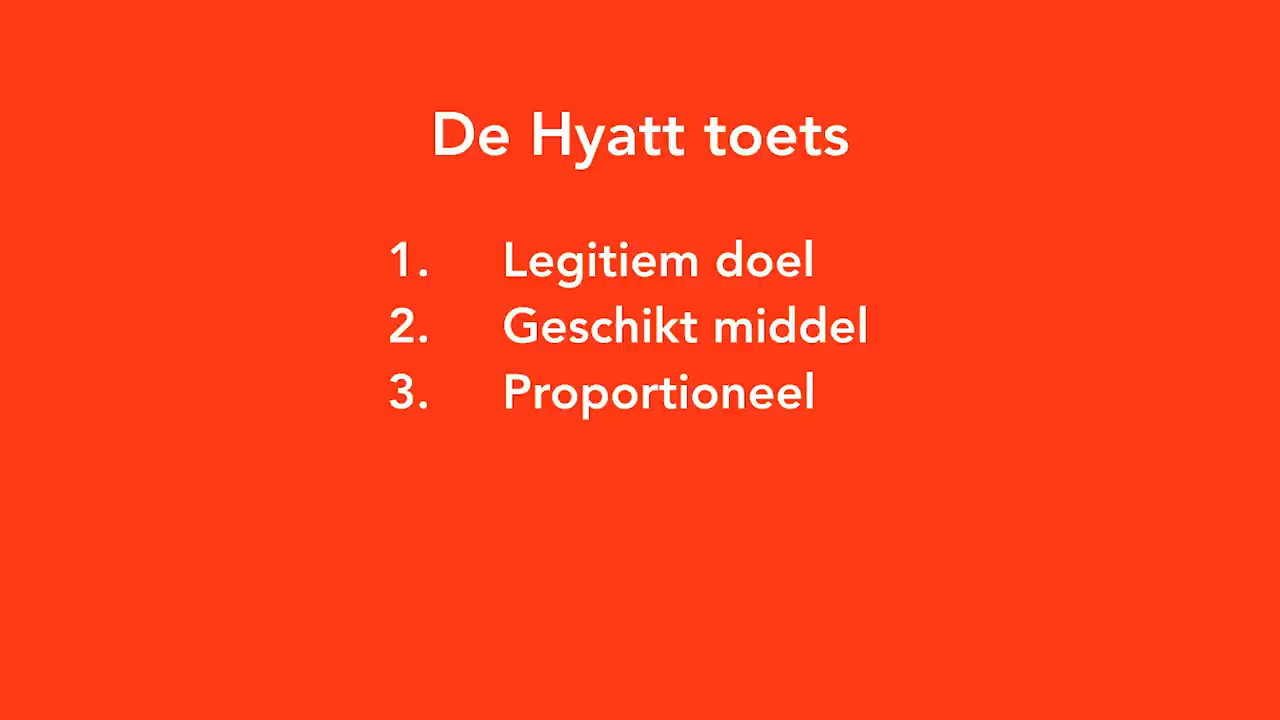 De Hyatt toets
1. Legitiem doel
2. Geschikt middel
3. Proportioneel